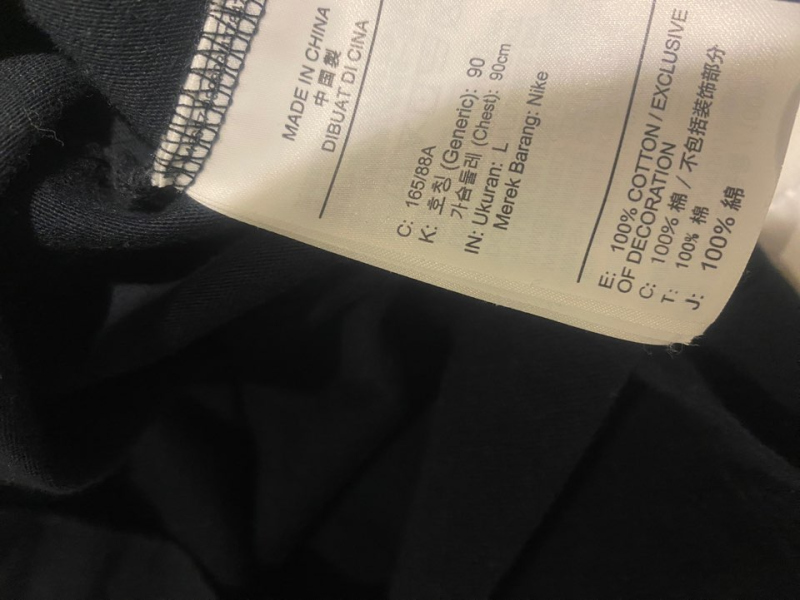 MADE IN CHINA
中国製
DIBUAT DI CINA
C: 165/88A
K: 호칭 (Generic): 90
가슴둘레 (Chest): 90cm
IN: Ukuran: L
Merek Barang: Nike
E: 100% COTTON / EXCLUSIVE
OF DECORATION
C: 100% 棉 / 不包括装饰部分
T: 100% 棉
J: 100% 綿